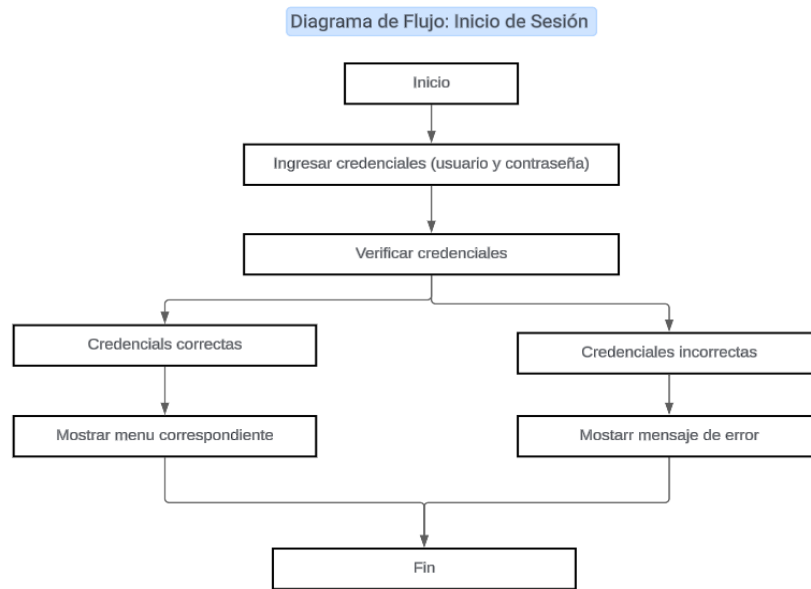 Diagrama de Flujo: Inicio de Sesión
Inicio
Ingresar credenciales (usuario y contraseña)
Verificar credenciales
Credencials correctas
Credenciales incorrectas
Mostrar menu correspondiente
Mostarr mensaje de error
Fin